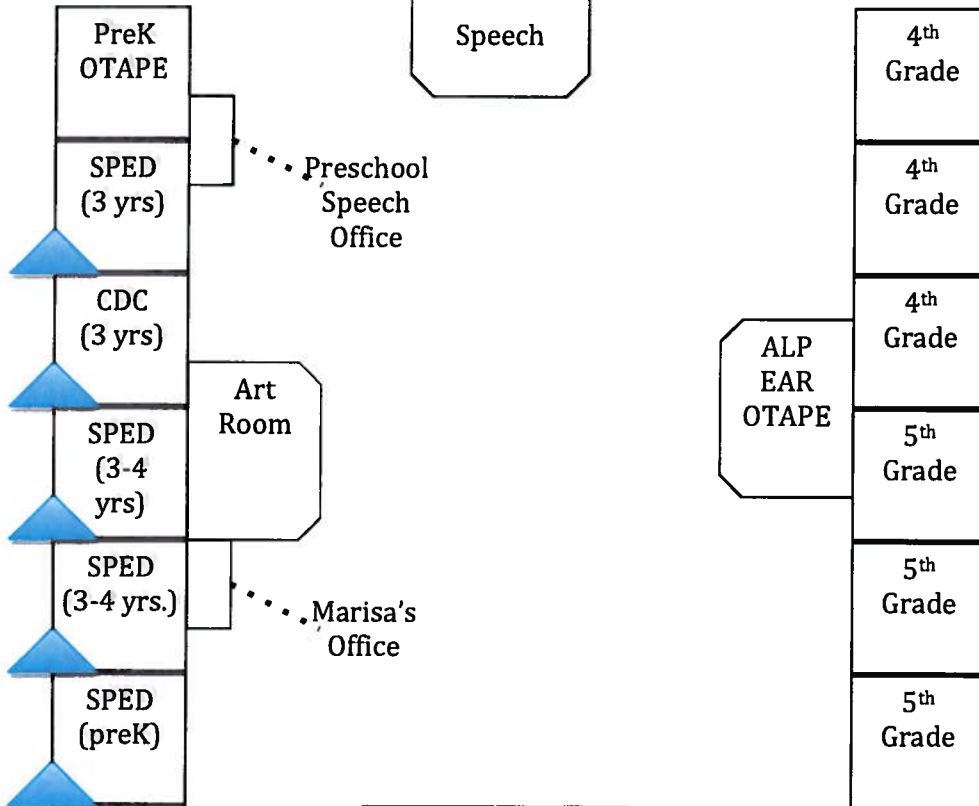 PreK
OTAPE
SPED
(3 yrs)
CDC
(3 yrs)
SPED
(3-4
yrs)
SPED
(3-4 yrs.)
SPED
(preK)
Speech
Preschool
Speech
Office
Art
Room
Marisa's
Office
ALP
EAR
OTAPE
4th
Grade
4th
Grade
4th
Grade
5th
Grade
5th
Grade
5th
Grade